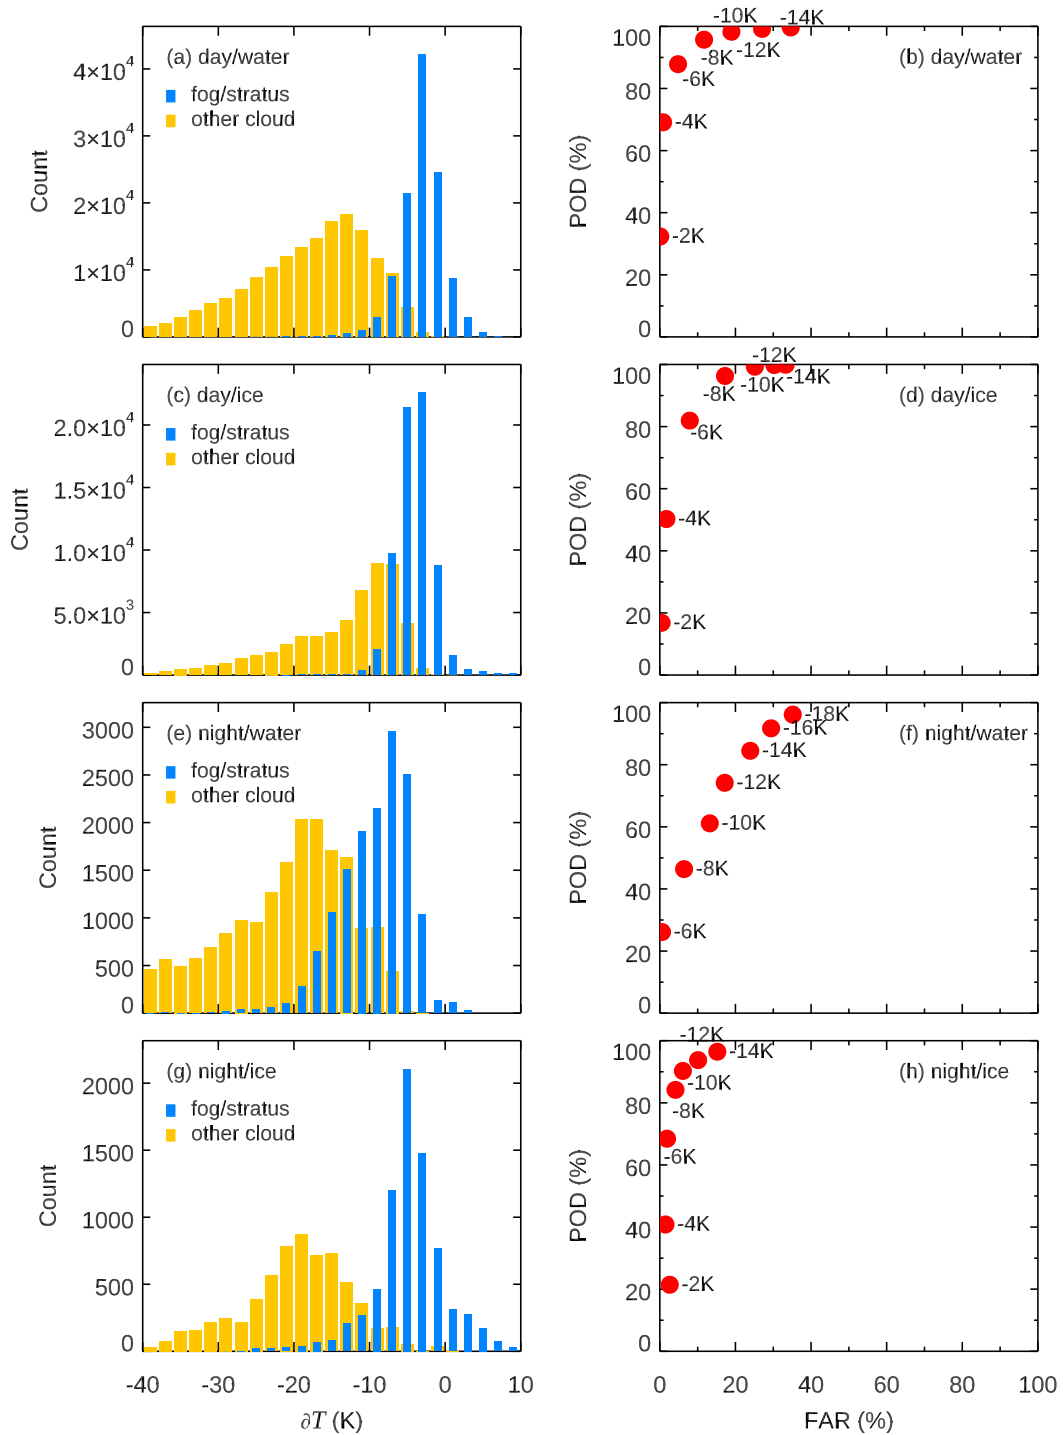 (a) day/water
fog/stratus
other cloud
Count
4×10⁴
3×10⁴
2×10⁴
1×10⁴
0
-10K
-14K
-8K
-12K
-6K
-4K
-2K
(b) day/water
POD (%)
100
80
60
40
20
0
(c) day/ice
fog/stratus
other cloud
Count
2.0×10⁴
1.5×10⁴
1.0×10⁴
5.0×10³
0
-12K
-10K
-14K
-8K
-6K
-4K
-2K
(d) day/ice
POD (%)
100
80
60
40
20
0
(e) night/water
fog/stratus
other cloud
Count
3000
2500
2000
1500
1000
500
0
-18K
-16K
-14K
-12K
-10K
-8K
-6K
(f) night/water
POD (%)
100
80
60
40
20
0
(g) night/ice
fog/stratus
other cloud
Count
2000
1500
1000
500
0
-40 -30 -20 -10 0 10
∂T (K)
-12K
-14K
-10K
-8K
-6K
-4K
-2K
(h) night/ice
POD (%)
100
80
60
40
20
0
0 20 40 60 80 100
FAR (%)